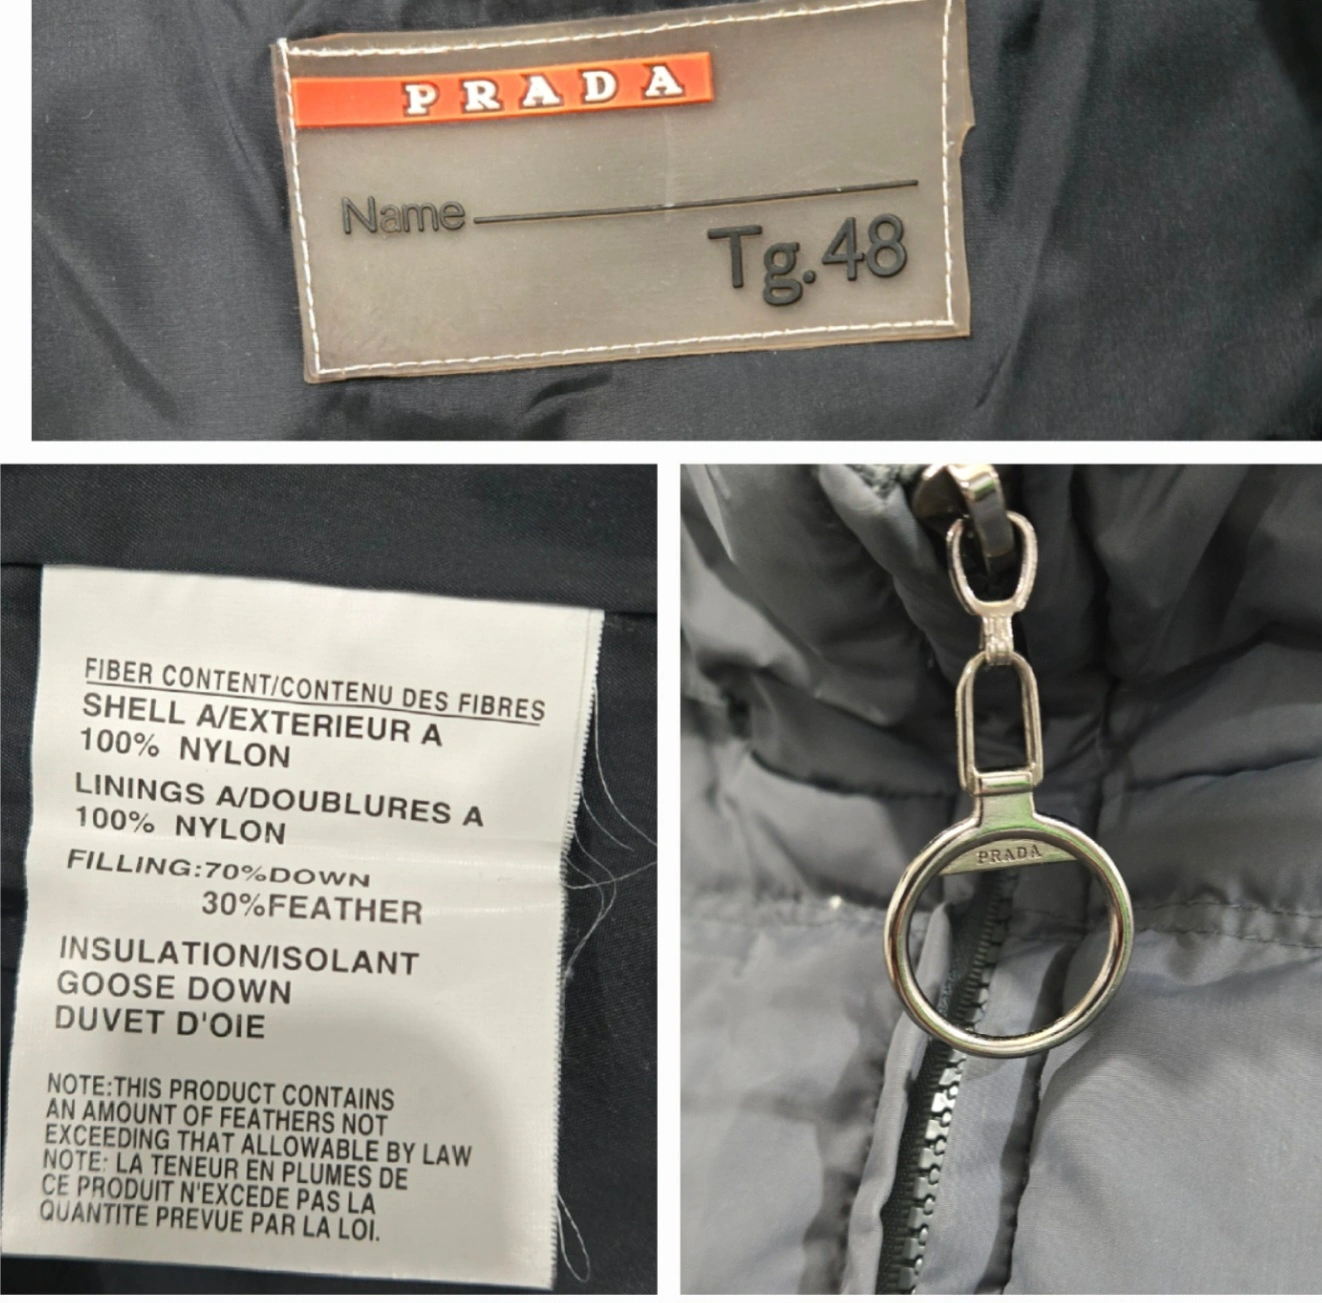 PRADA
Name
Tg.48
FIBER CONTENT/CONTENU DES FIBRES
SHELL A/EXTERIEUR A
100% NYLON
LININGS A/DOUBLURES A
100% NYLON
FILLING:70%DOWN
30%FEATHER
INSULATION/ISOLANT
GOOSE DOWN
DUVET D'OIE
NOTE:THIS PRODUCT CONTAINS
AN AMOUNT OF FEATHERS NOT
EXCEEDING THAT ALLOWABLE BY LAW
NOTE: LA TENEUR EN PLUMES DE
CE PRODUIT N'EXCEDE PAS LA
QUANTITE PREVUE PAR LA LOI.
PRADA